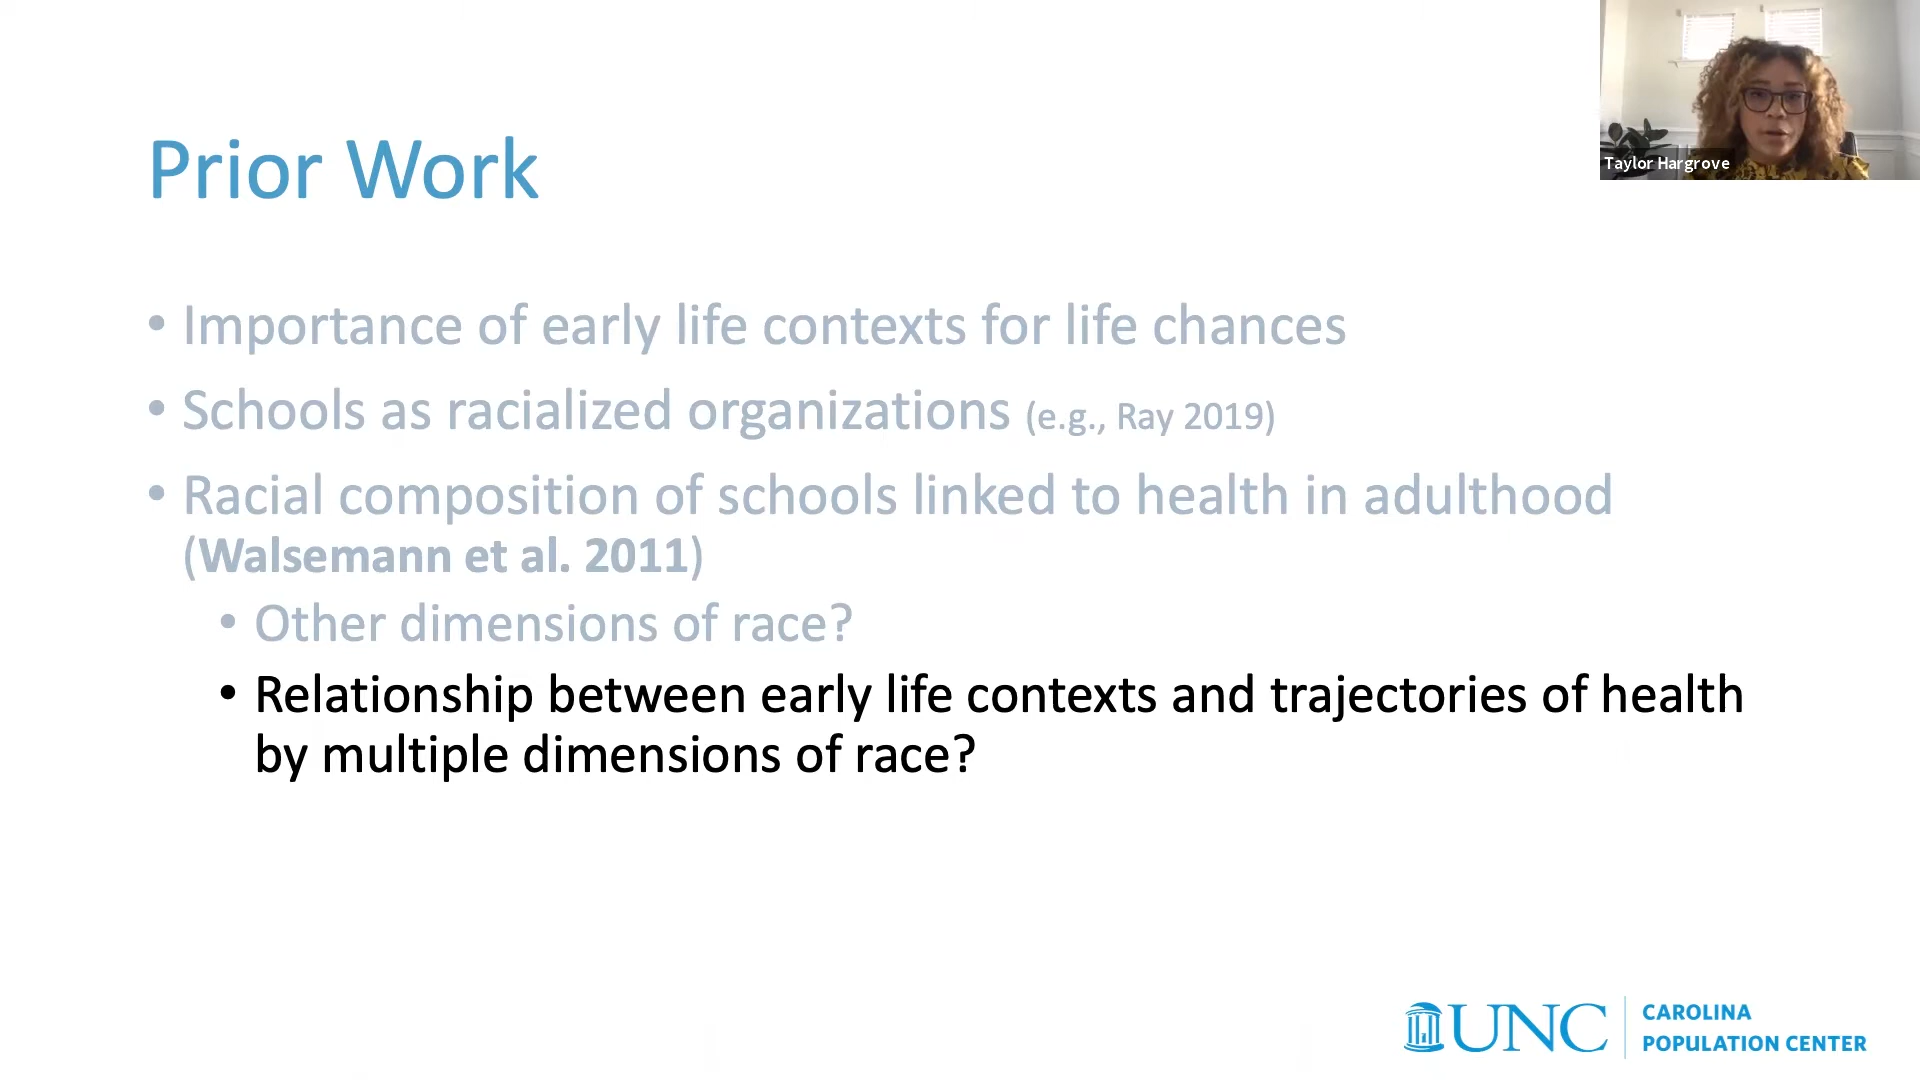 Taylor Hargrove
Prior Work
• Importance of early life contexts for life chances
• Schools as racialized organizations (e.g., Ray 2019)
• Racial composition of schools linked to health in adulthood
(Walsemann et al. 2011)
• Other dimensions of race?
• Relationship between early life contexts and trajectories of health
by multiple dimensions of race?
UNC
CAROLINA
POPULATION CENTER